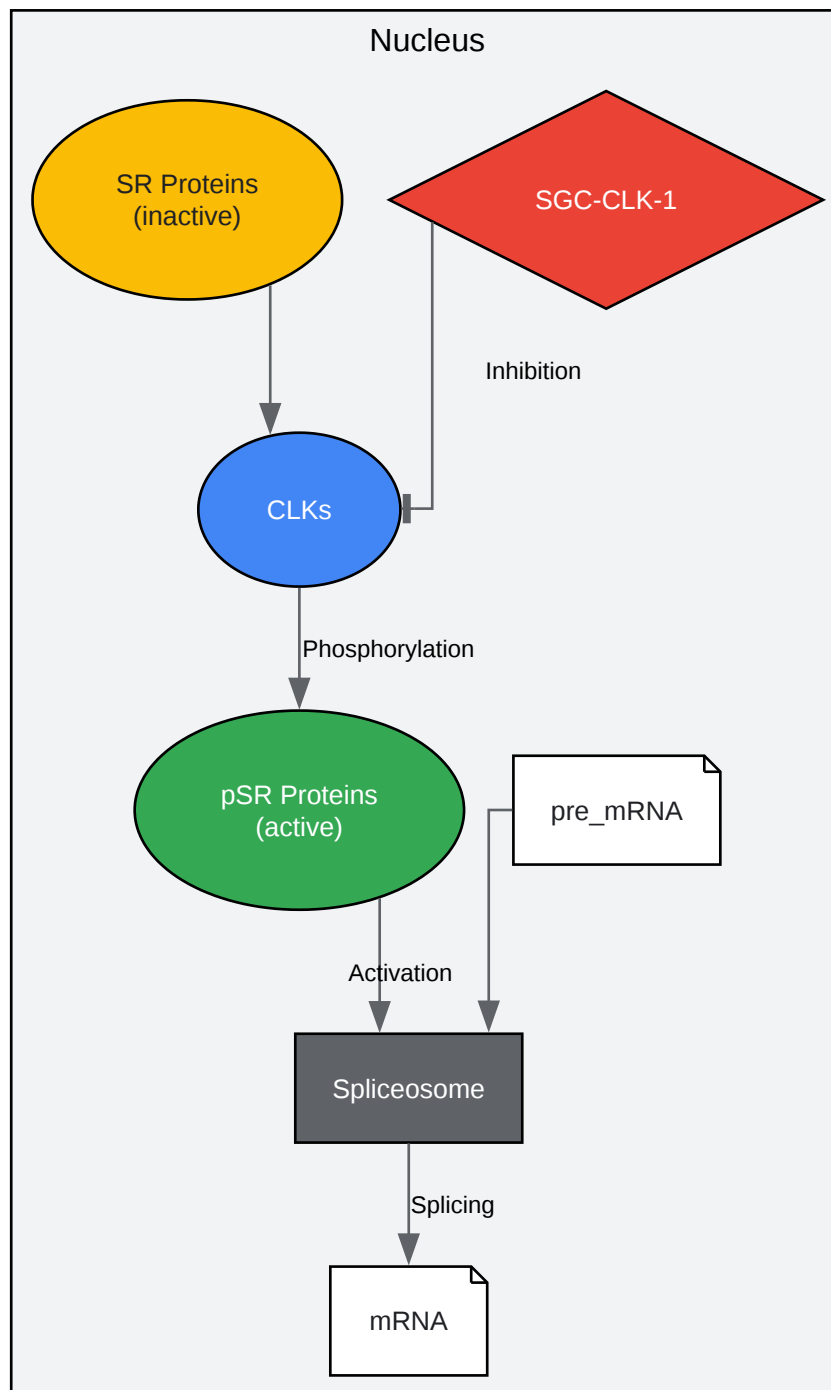 Nucleus
SR Proteins
(inactive)
SGC-CLK-1
Inhibition
CLKs
Phosphorylation
pSR Proteins
(active)
pre_mRNA
Activation
Spliceosome
Splicing
mRNA